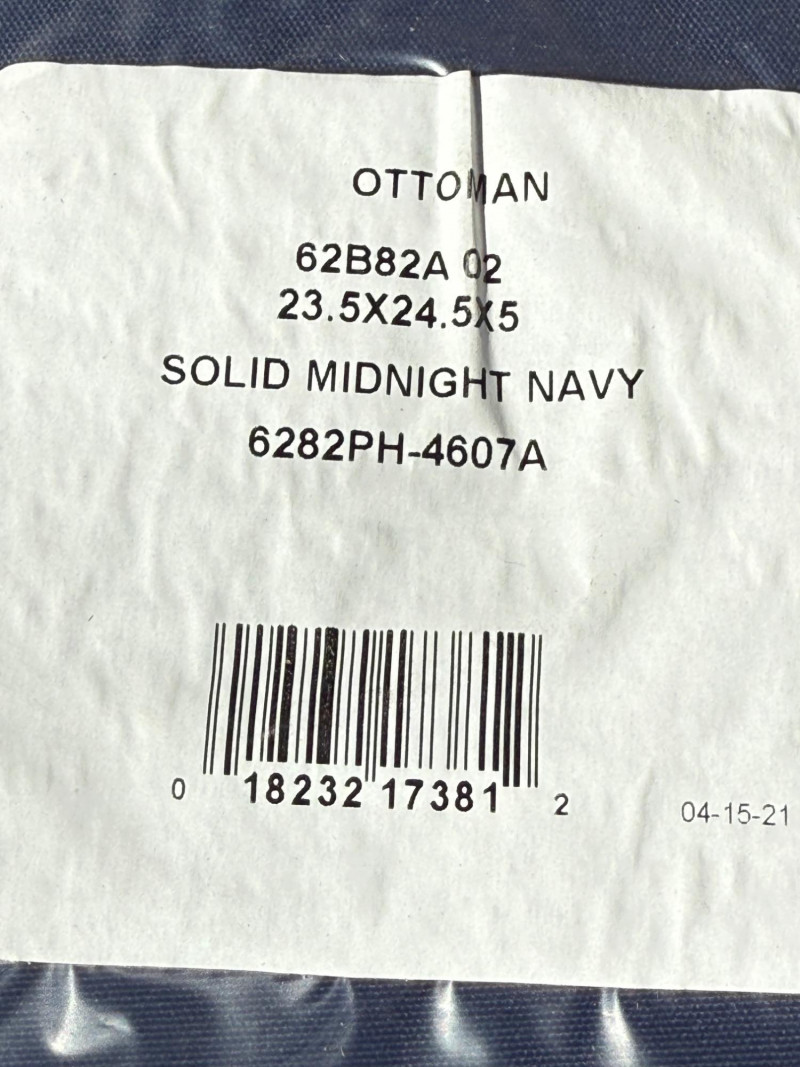 OTTOMAN
62B82A 02
23.5X24.5X5
SOLID MIDNIGHT NAVY
6282PH-4607A
0 18232 17381 2
04-15-21